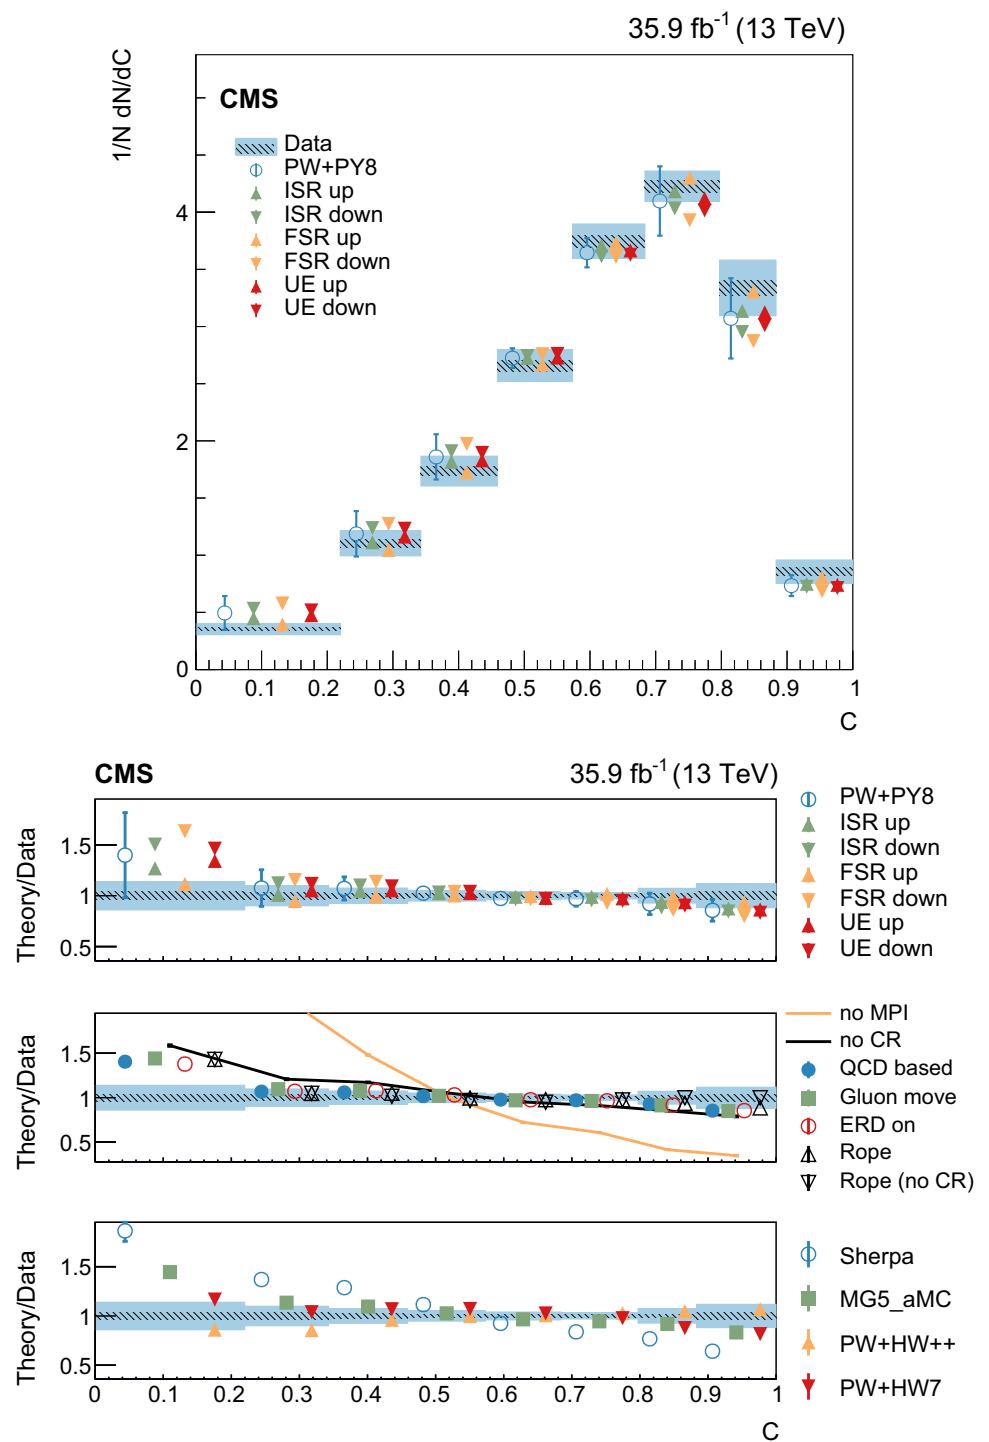 35.9 fb⁻¹ (13 TeV)
1/N dN/dC
CMS
Data
PW+PY8
ISR up
ISR down
FSR up
FSR down
UE up
UE down
4
2
0
0 0.1 0.2 0.3 0.4 0.5 0.6 0.7 0.8 0.9 1
C
CMS 35.9 fb⁻¹ (13 TeV)
Theory/Data
1.5
1
0.5
PW+PY8
ISR up
ISR down
FSR up
FSR down
UE up
UE down
Theory/Data
1.5
1
0.5
no MPI
no CR
QCD based
Gluon move
ERD on
Rope
Rope (no CR)
Theory/Data
1.5
1
0.5
Sherpa
MG5_aMC
PW+HW++
PW+HW7
0 0.1 0.2 0.3 0.4 0.5 0.6 0.7 0.8 0.9 1
C